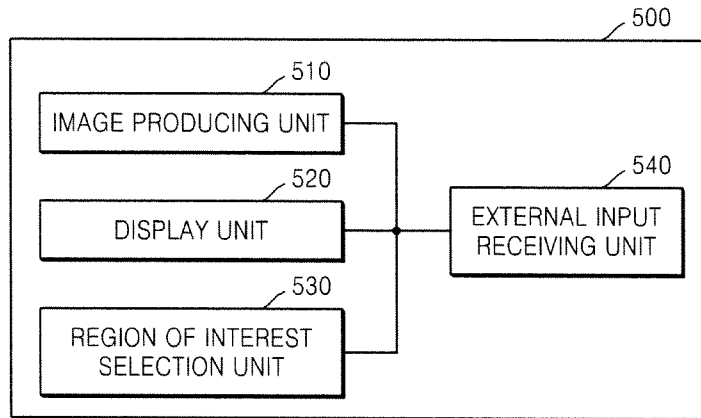 500
510
IMAGE PRODUCING UNIT
520
DISPLAY UNIT
530
REGION OF INTEREST
SELECTION UNIT
540
EXTERNAL INPUT
RECEIVING UNIT